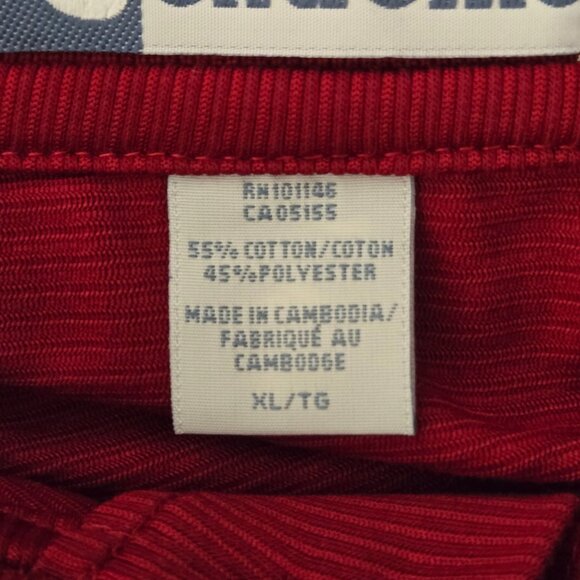 RN101146
CA05155
55% COTTON/COTON
45%POLYESTER
MADE IN CAMBODIA/
FABRIQUÉ AU
CAMBODGE
XL/TG